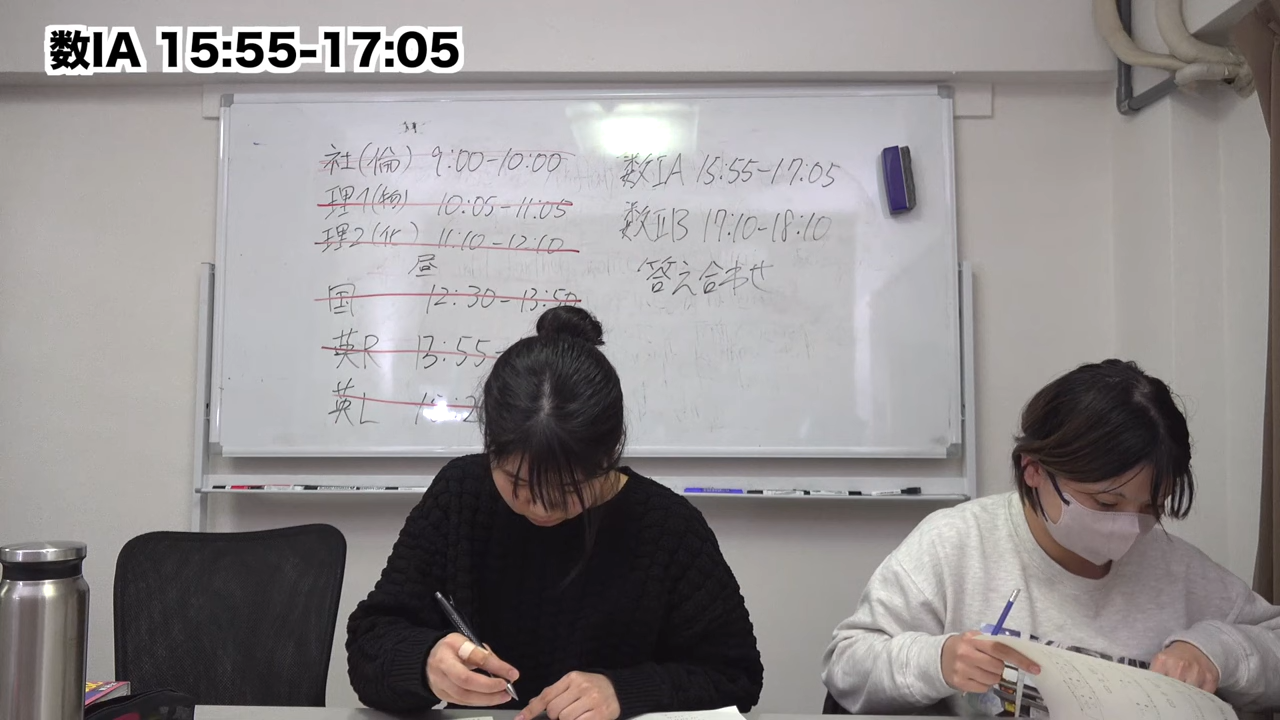 数IA 15:55-17:05
社(倫) 9:00-10:00
理1(物) 10:05-11:05
理2(化) 11:10-12:10
昼
国 12:30-13:50
英R 13:55-
英L
数IA 15:55-17:05
数ⅡB 17:10-18:10
答え合わせ